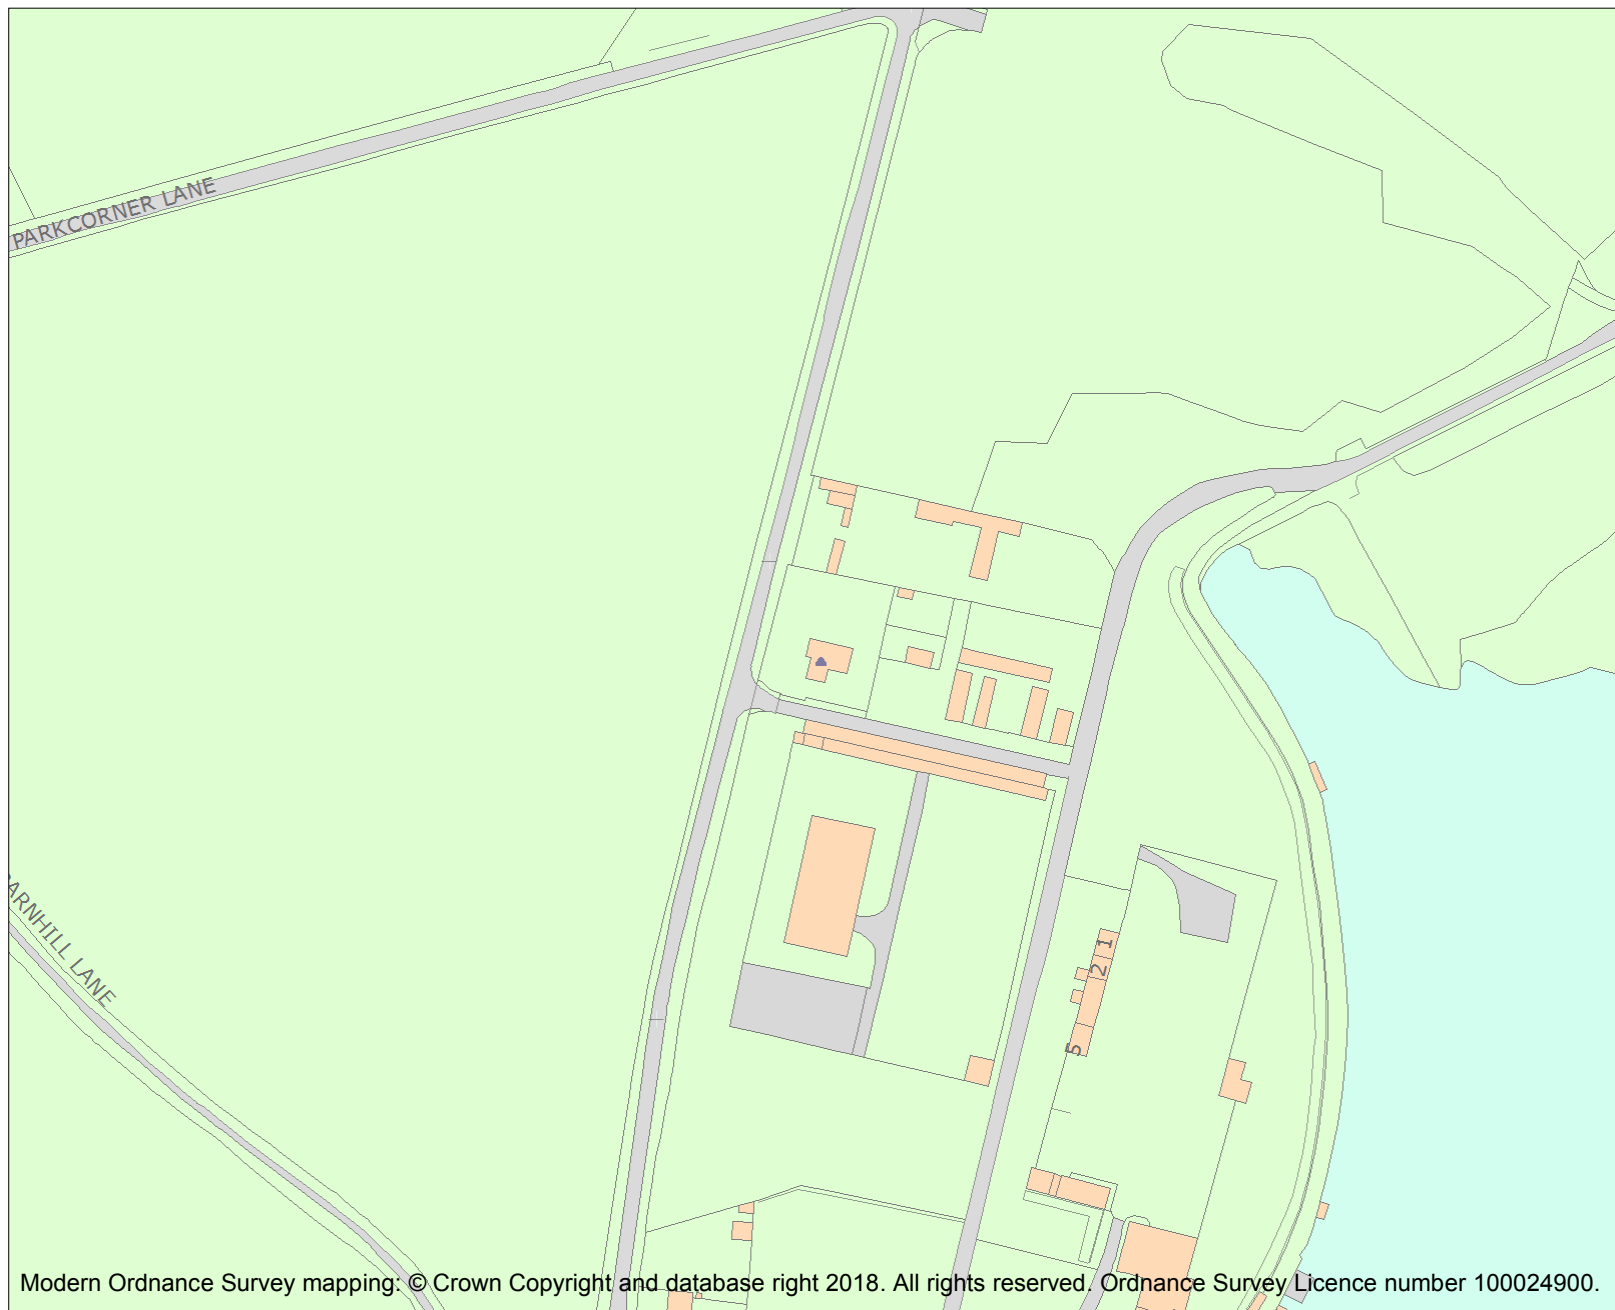 PARKCORNER LANE
ARNHILL LANE
1
2
5
Modern Ordnance Survey mapping: © Crown Copyright and database right 2018. All rights reserved. Ordnance Survey Licence number 100024900.